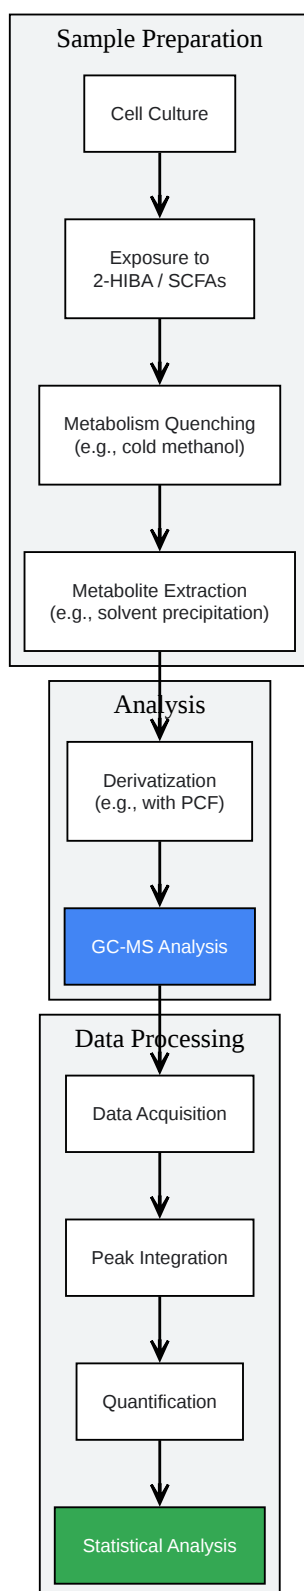 Sample Preparation
Cell Culture
Exposure to
2-HIBA / SCFAs
Metabolism Quenching
(e.g., cold methanol)
Metabolite Extraction
(e.g., solvent precipitation)
Analysis
Derivatization
(e.g., with PCF)
GC-MS Analysis
Data Processing
Data Acquisition
Peak Integration
Quantification
Statistical Analysis